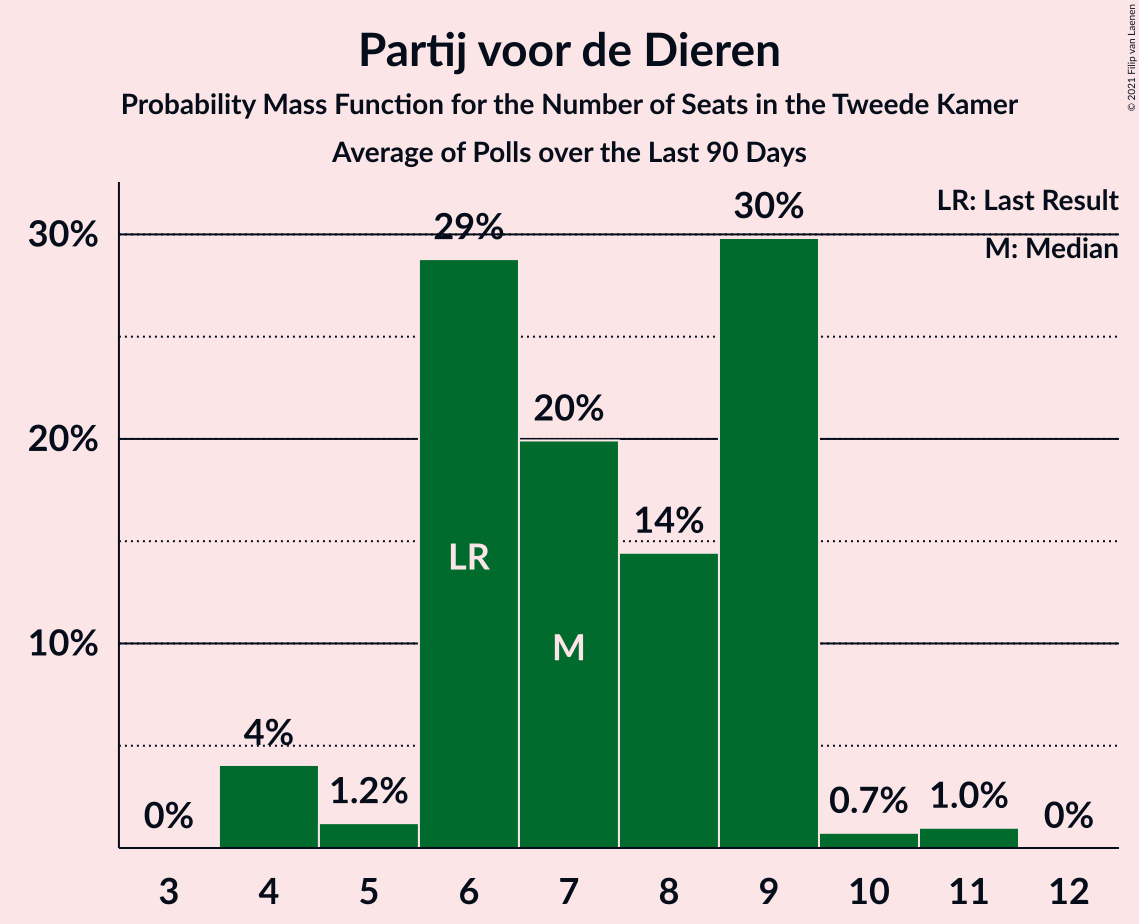 Partij voor de Dieren
Probability Mass Function for the Number of Seats in the Tweede Kamer
Average of Polls over the Last 90 Days
© 2021 Filip van Laenen
LR: Last Result
M: Median
30%
20%
10%
0%
4%
1.2%
29%
20%
14%
30%
0.7%
1.0%
0%
LR
M
3 4 5 6 7 8 9 10 11 12